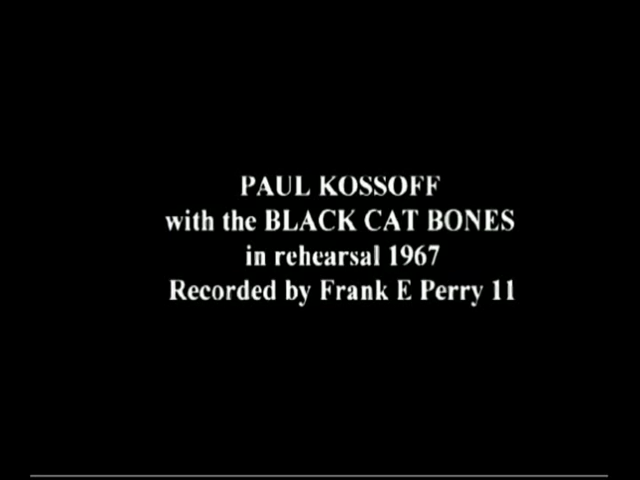 PAUL KOSSOFF
with the BLACK CAT BONES
in rehearsal 1967
Recorded by Frank E Perry 11